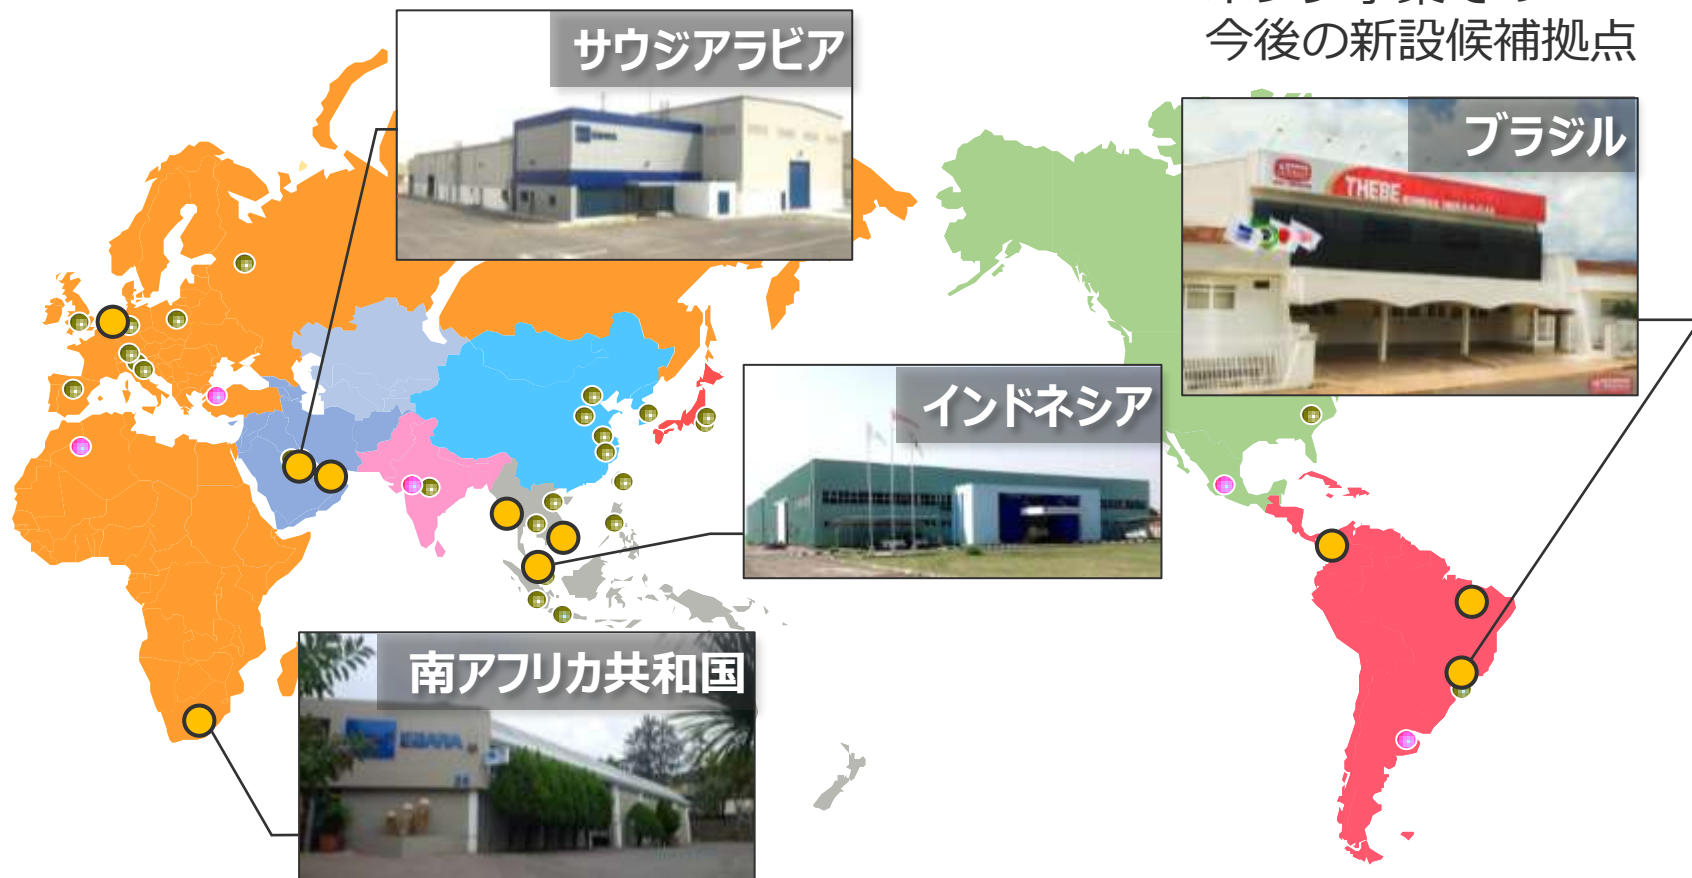 今後の新設候補拠点
サウジアラビア
ブラジル
THEBE
インドネシア
南アフリカ共和国
EBARA